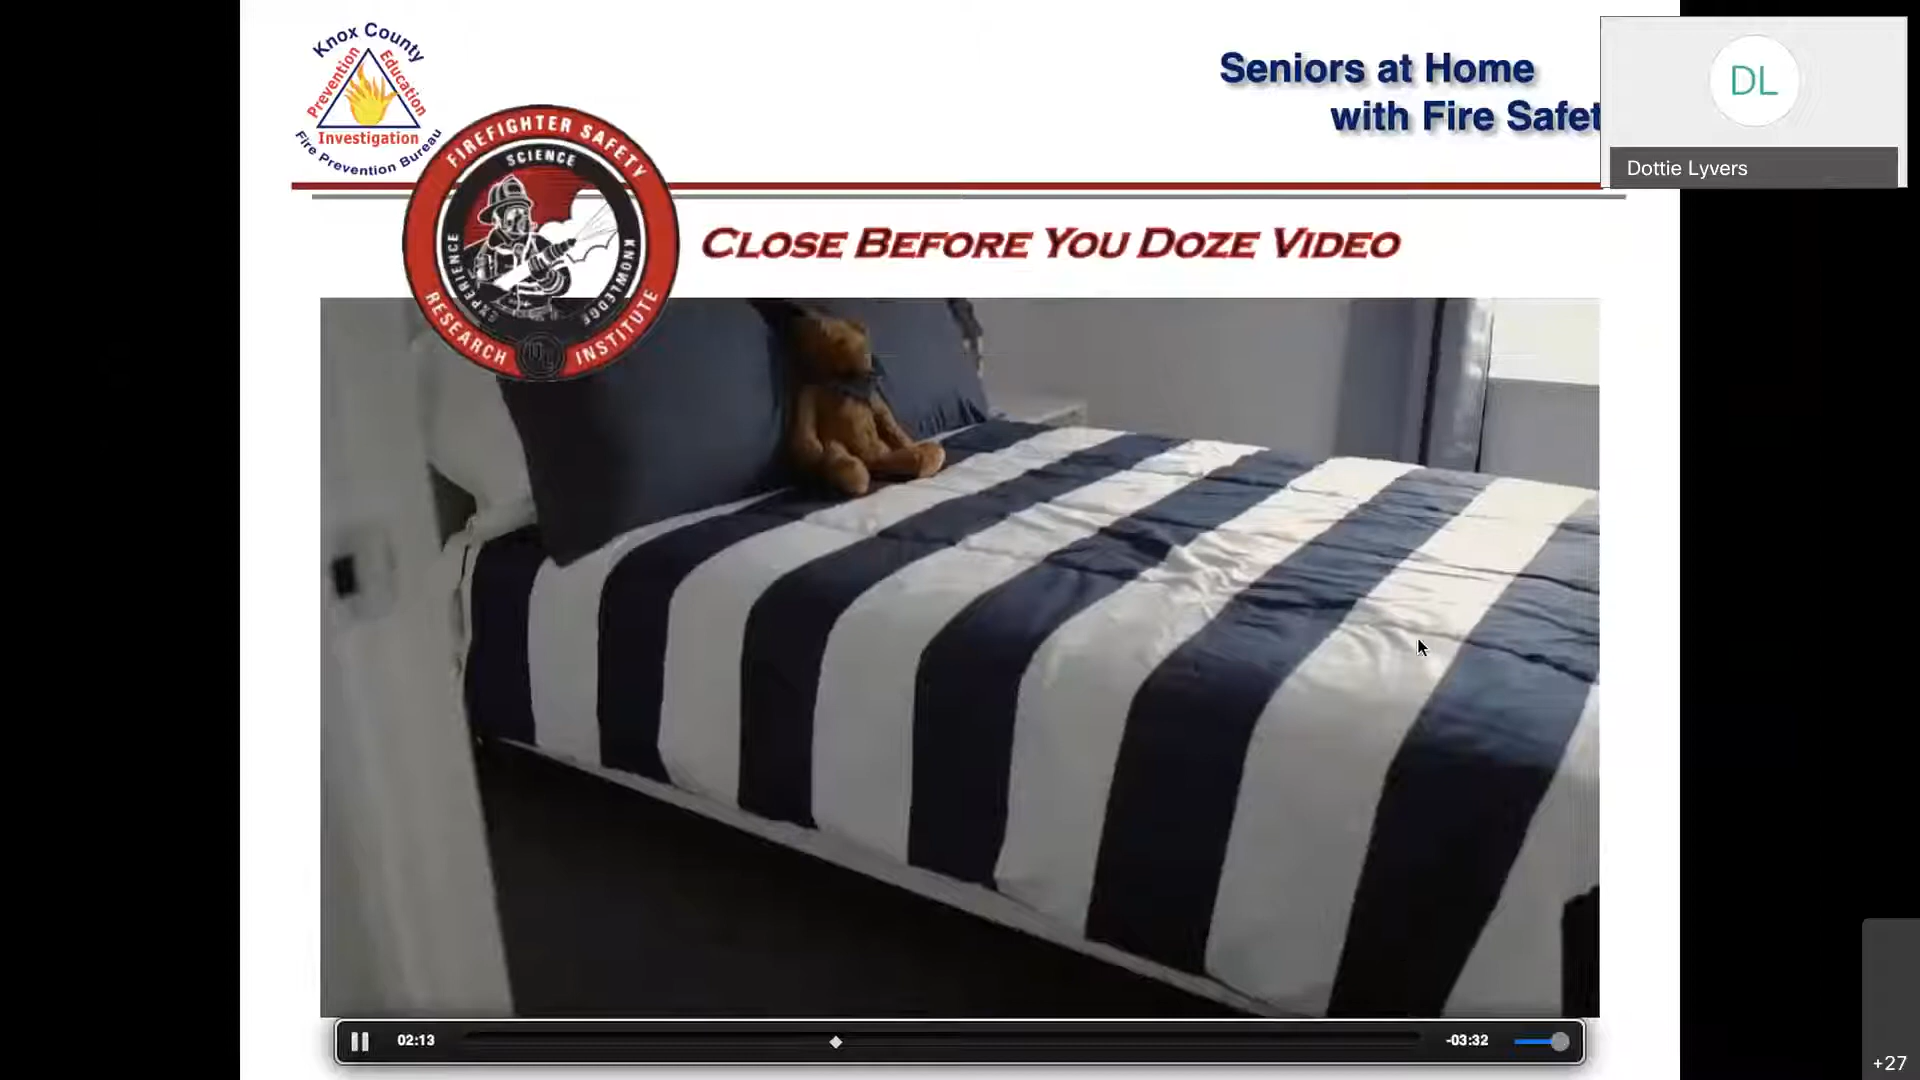 Knox County
Prevention
Education
Investigation
Fire Prevention Bureau
Seniors at Home
with Fire Safet
DL
Dottie Lyvers
FIREFIGHTER SAFETY
SCIENCE
EXPERIENCE
KNOWLEDGE
RESEARCH INSTITUTE
UL
CLOSE BEFORE YOU DOZE VIDEO
02:13
-03:32
+27